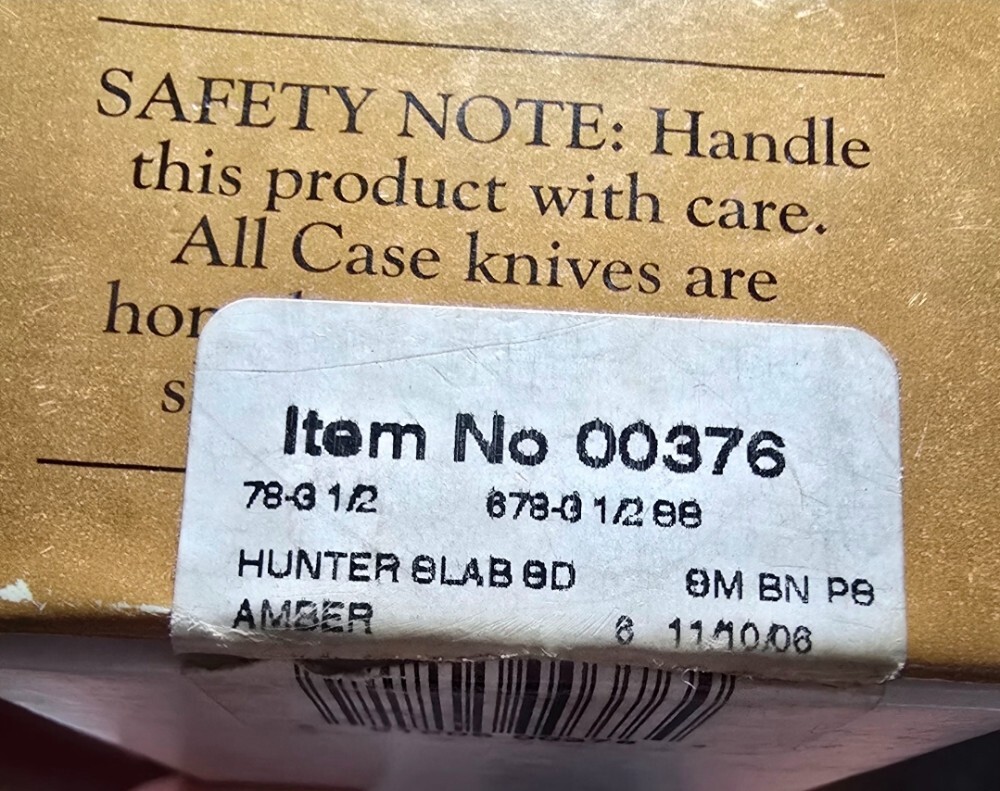 SAFETY NOTE: Handle
this product with care.
All Case knives are
Item No 00376
78-3 1/2 678-3 1/2 SS
HUNTER SLAB SD SM BN PS
AMBER 6 11/10/06